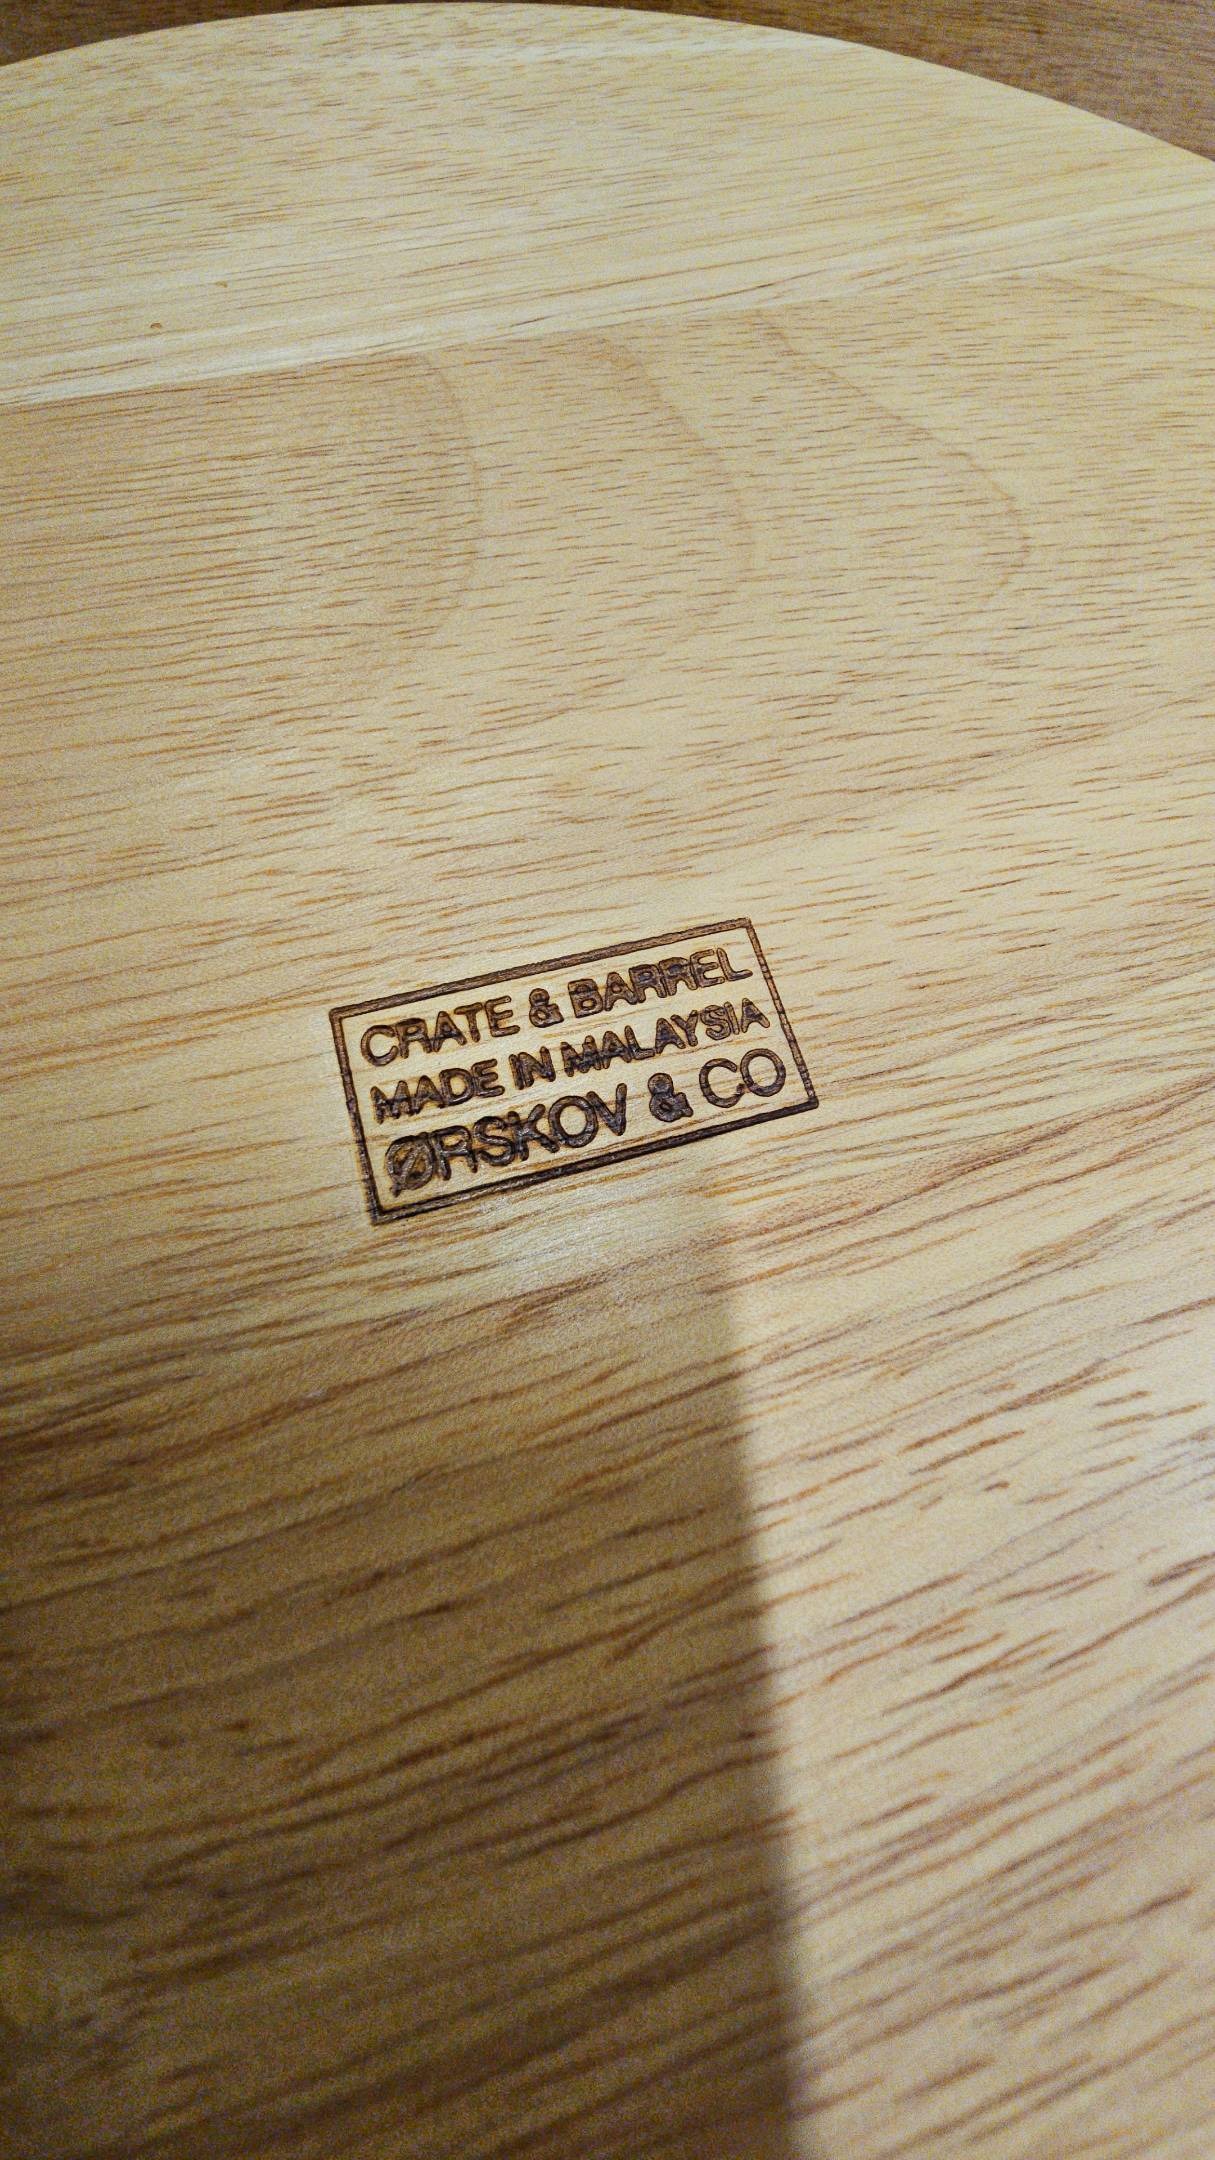 CRATE & BARREL
MADE IN MALAYSIA
ØRSKOV & CO